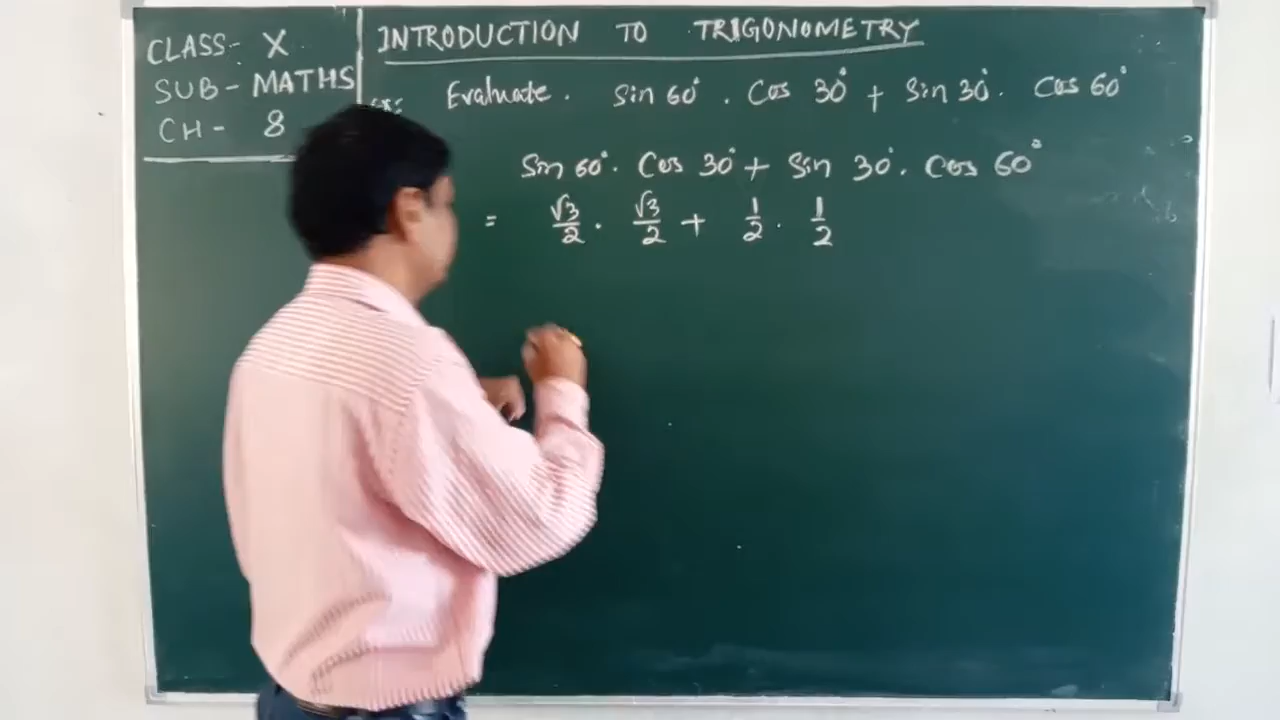 CLASS- X
SUB - MATHS
CH - 8
INTRODUCTION TO TRIGONOMETRY
Evaluate. Sin 60° . Cos 30° + Sin 30° . Cos 60°
Sin 60° . Cos 30° + Sin 30° . Cos 60°
= √3/2 . √3/2 + 1/2 . 1/2